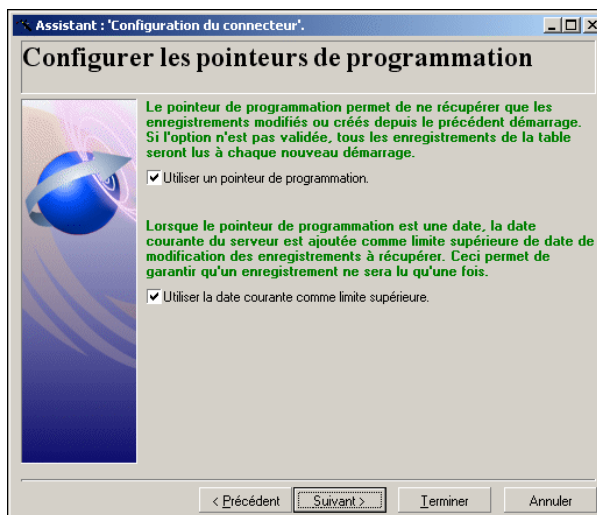 Assistant : 'Configuration du connecteur'.
Configurer les pointeurs de programmation
Le pointeur de programmation permet de ne récupérer que les
enregistrements modifiés ou créés depuis le précédent démarrage.
Si l'option n'est pas validée, tous les enregistrements de la table
seront lus à chaque nouveau démarrage.
Utiliser un pointeur de programmation.
Lorsque le pointeur de programmation est une date, la date
courante du serveur est ajoutée comme limite supérieure de date de
modification des enregistrements à récupérer. Ceci permet de
garantir qu'un enregistrement ne sera lu qu'une fois.
Utiliser la date courante comme limite supérieure.
< Précédent Suivant > Terminer Annuler